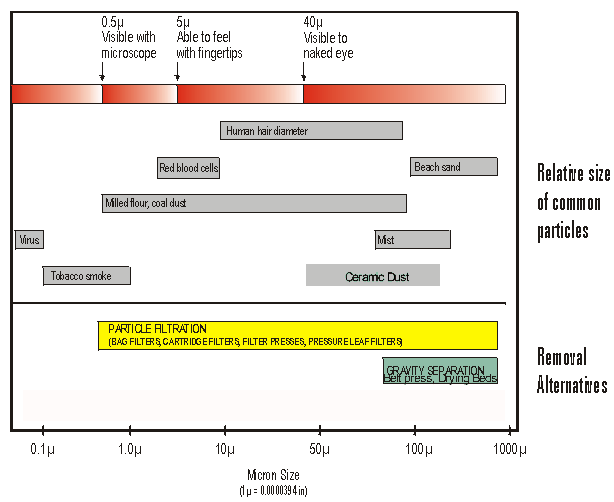 0.5µ
Visible with
microscope
5µ
Able to feel
with fingertips
40µ
Visible to
naked eye
Human hair diameter
Red blood cells
Beach sand
Milled flour, coal dust
Virus
Mist
Tobacco smoke
Ceramic Dust
Relative size
of common
particles
PARTICLE FILTRATION
(BAG FILTERS, CARTRIDGE FILTERS, FILTER PRESSES, PRESSURE LEAF FILTERS)
GRAVITY SEPARATION
Belt press, Drying Beds
Removal
Alternatives
0.1µ
1.0µ
10µ
50µ
100µ
1000µ
Micron Size
(1µ = 0.0000394 in)